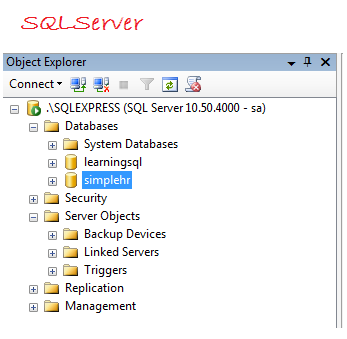 SQLServer
Object Explorer
Connect
.\SQLEXPRESS (SQL Server 10.50.4000 - sa)
Databases
System Databases
learningsql
simplehr
Security
Server Objects
Backup Devices
Linked Servers
Triggers
Replication
Management